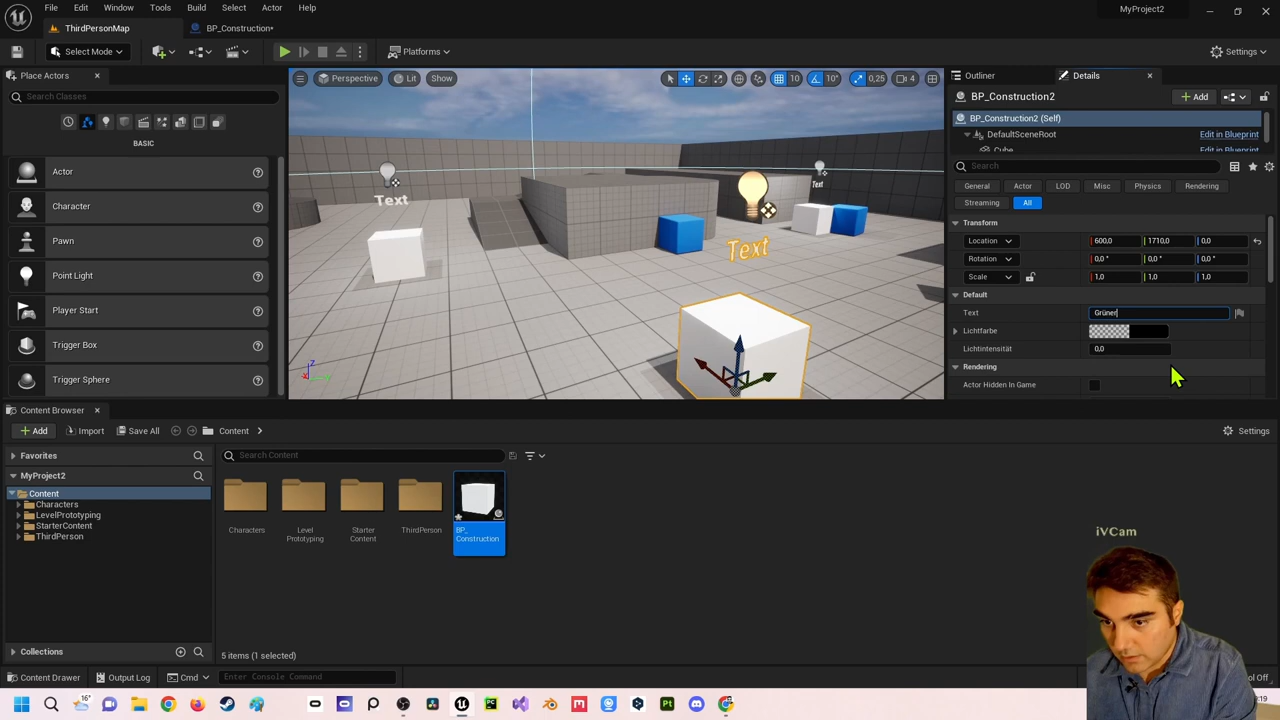 File Edit Window Tools Build Select Actor Help
MyProject2
ThirdPersonMap
BP_Construction*
Select Mode
Platforms
Settings
Place Actors
Perspective
Lit
Show
10
10°
0,25
4
Outliner
Details
Search Classes
BP_Construction2
Add
BP_Construction2 (Self)
DefaultSceneRoot
Edit in Blueprint
Cube
Edit in Blueprint
BASIC
Search
Actor
General
Actor
LOD
Misc
Physics
Rendering
Streaming
All
Character
Pawn
Point Light
Player Start
Trigger Box
Trigger Sphere
Text
Text
Text
Transform
Location
600,0
1710,0
0,0
Rotation
0,0 °
0,0 °
0,0 °
Scale
1,0
1,0
1,0
Default
Text
Grüner
Lichtfarbe
Lichtintensität
0,0
Rendering
Actor Hidden In Game
Content Browser
Add
Import
Save All
Content
Settings
Favorites
Search Content
MyProject2
Content
Characters
LevelPrototyping
StarterContent
ThirdPerson
Characters
Level
Prototyping
Starter
Content
ThirdPerson
BP_
Construction
iVCam
Collections
5 items (1 selected)
Content Drawer
Output Log
Cmd
Enter Console Command
16°